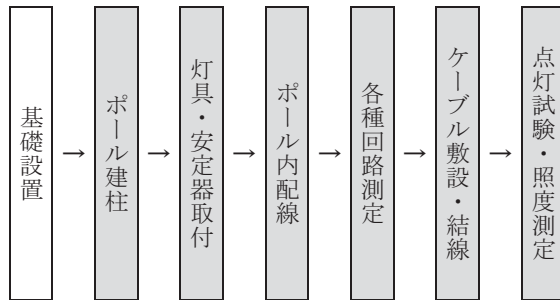 基礎設置
→
ポール建柱
→
灯具・安定器取付
→
ポール内配線
→
各種回路測定
→
ケーブル敷設・結線
→
点灯試験・照度測定